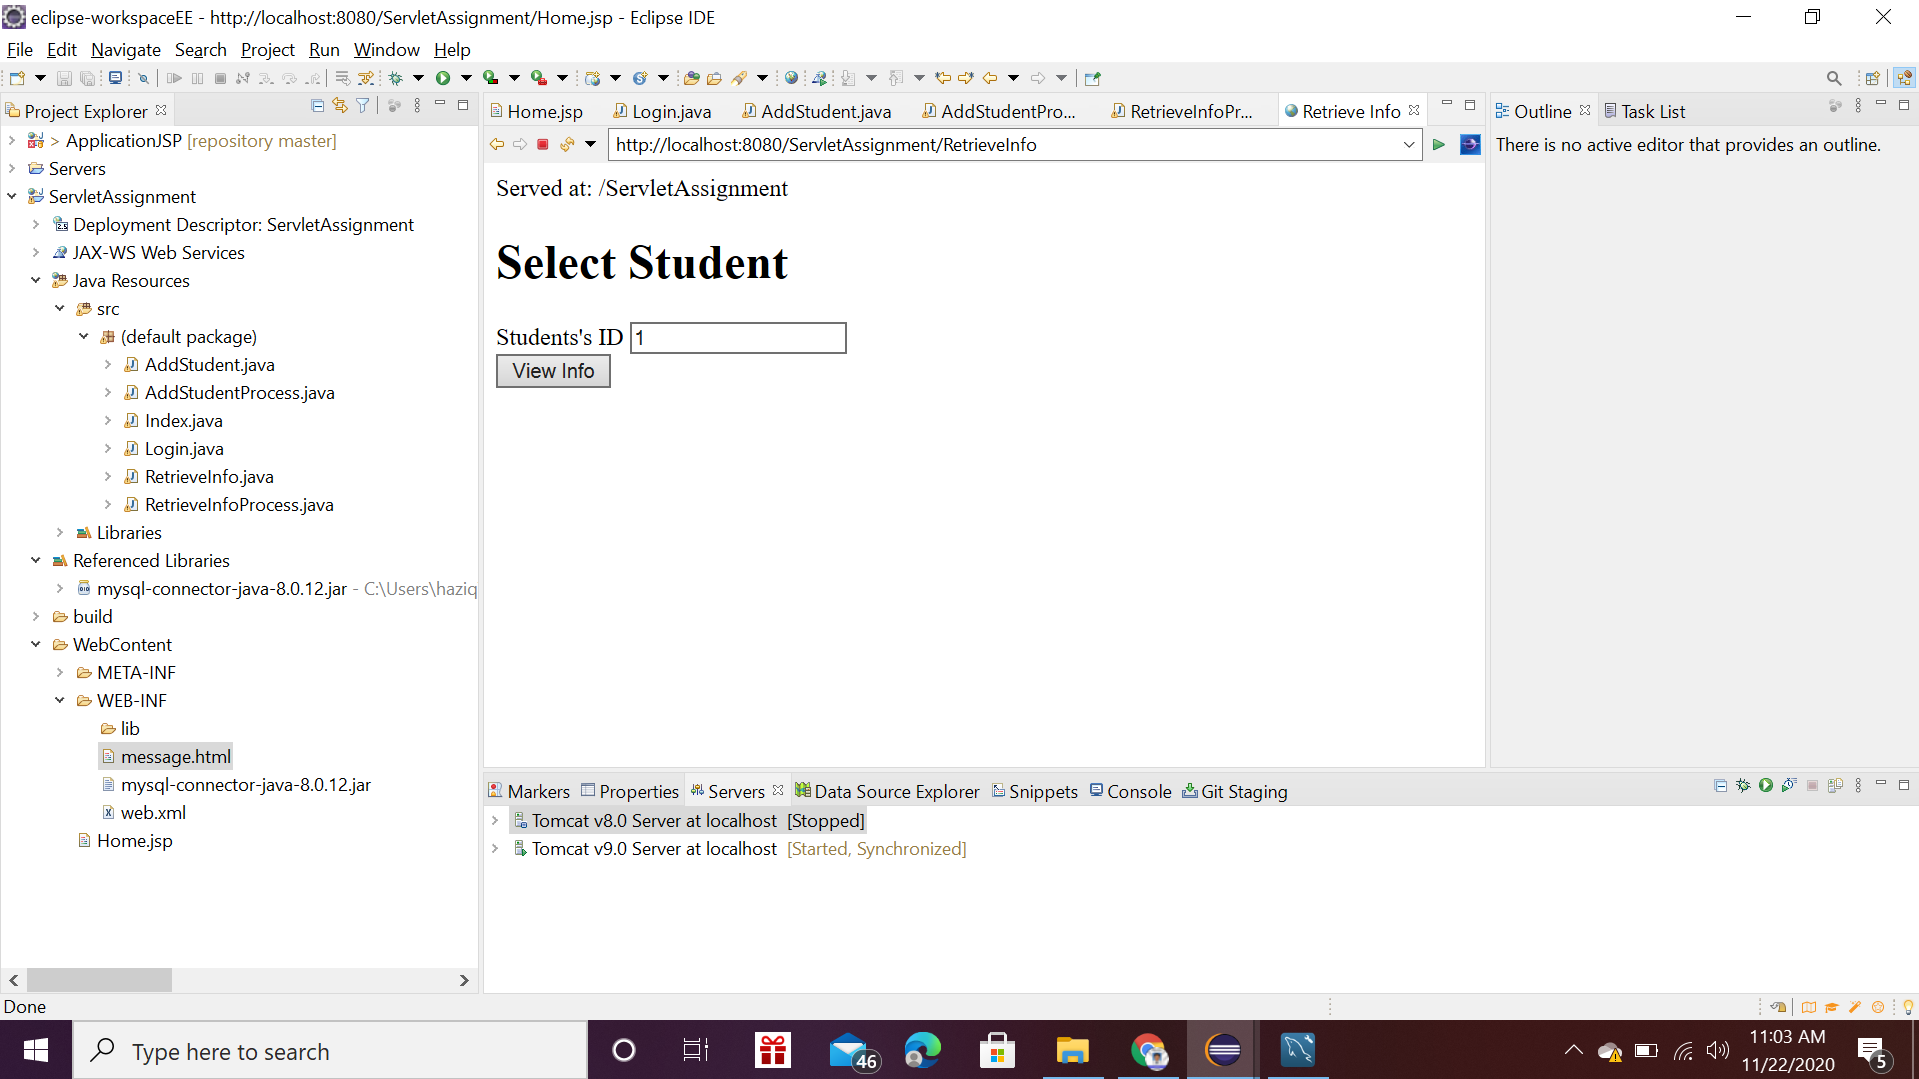 eclipse-workspaceEE - http://localhost:8080/ServletAssignment/Home.jsp - Eclipse IDE
File Edit Navigate Search Project Run Window Help
Project Explorer
> ApplicationJSP [repository master]
Servers
ServletAssignment
Deployment Descriptor: ServletAssignment
JAX-WS Web Services
Java Resources
src
(default package)
AddStudent.java
AddStudentProcess.java
Index.java
Login.java
RetrieveInfo.java
RetrieveInfoProcess.java
Libraries
Referenced Libraries
mysql-connector-java-8.0.12.jar - C:\Users\haziq
build
WebContent
META-INF
WEB-INF
lib
message.html
mysql-connector-java-8.0.12.jar
web.xml
Home.jsp
Home.jsp Login.java AddStudent.java AddStudentPro... RetrieveInfoPr... Retrieve Info
http://localhost:8080/ServletAssignment/RetrieveInfo
Served at: /ServletAssignment
Select Student
Students's ID 1
View Info
Outline Task List
There is no active editor that provides an outline.
Markers Properties Servers Data Source Explorer Snippets Console Git Staging
Tomcat v8.0 Server at localhost [Stopped]
Tomcat v9.0 Server at localhost [Started, Synchronized]
Done
Type here to search
46
11:03 AM
11/22/2020
5